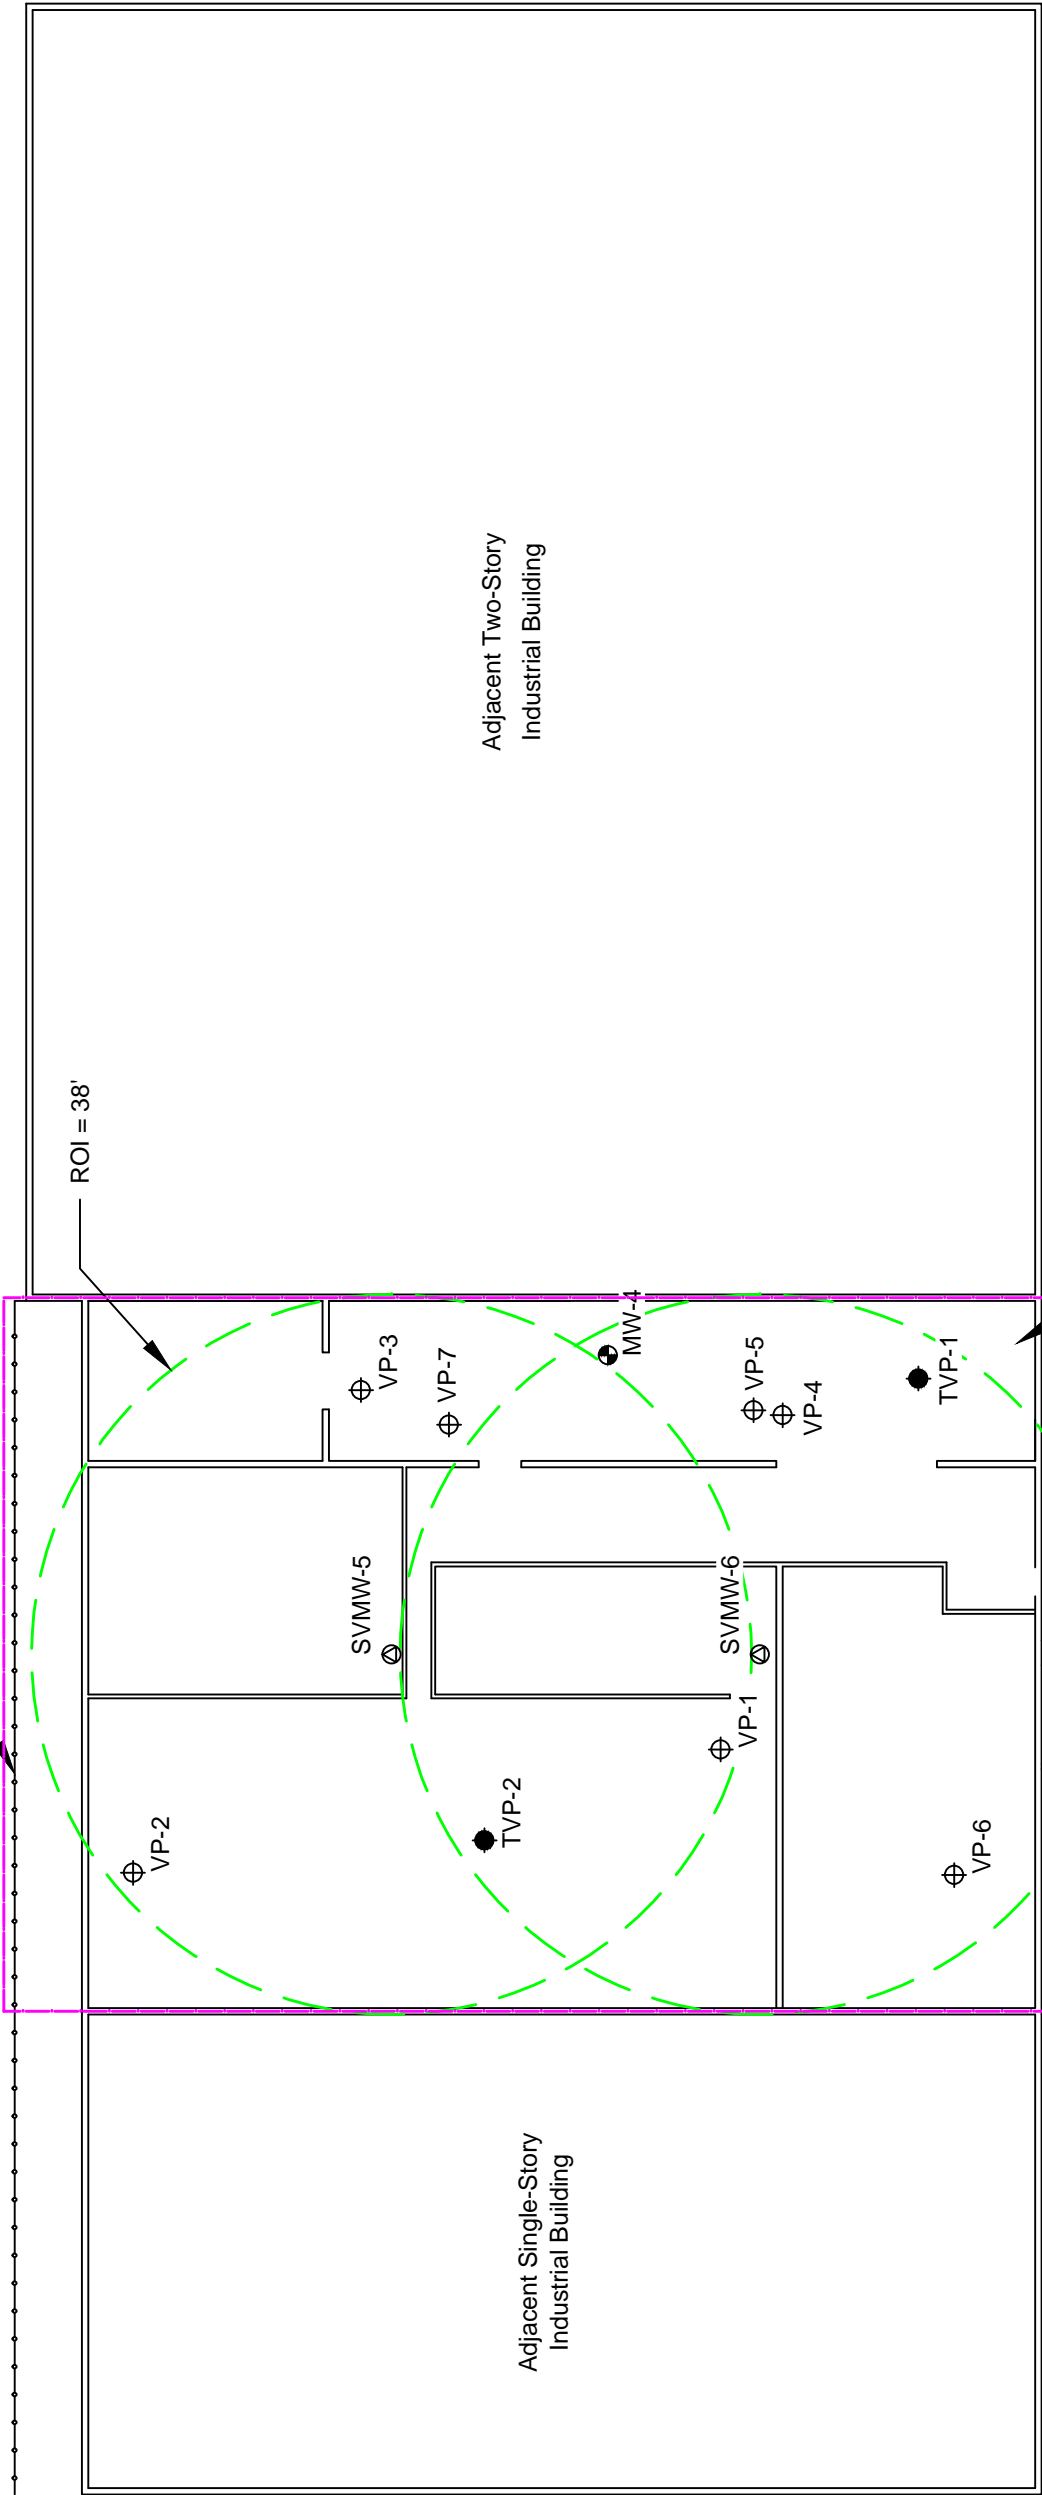 Adjacent Two-Story
Industrial Building
ROI = 38'
MW-4
VP-3
VP-7
VP-5
VP-4
TVP-1
SVMW-5
SVMW-6
VP-1
TVP-2
VP-2
VP-6
Adjacent Single-Story
Industrial Building